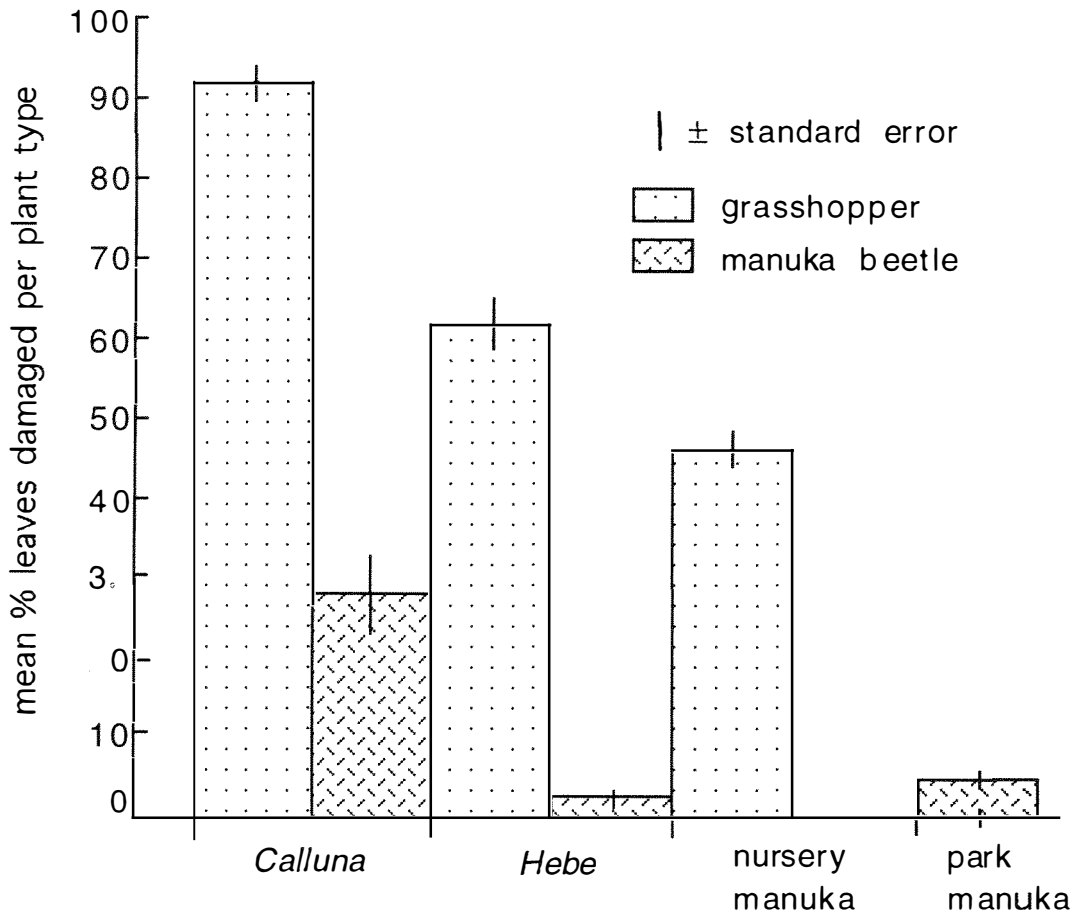 mean % leaves damaged per plant type
100
90
80
70
60
50
40
3
0
10
0
± standard error
grasshopper
manuka beetle
Calluna
Hebe
nursery
manuka
park
manuka